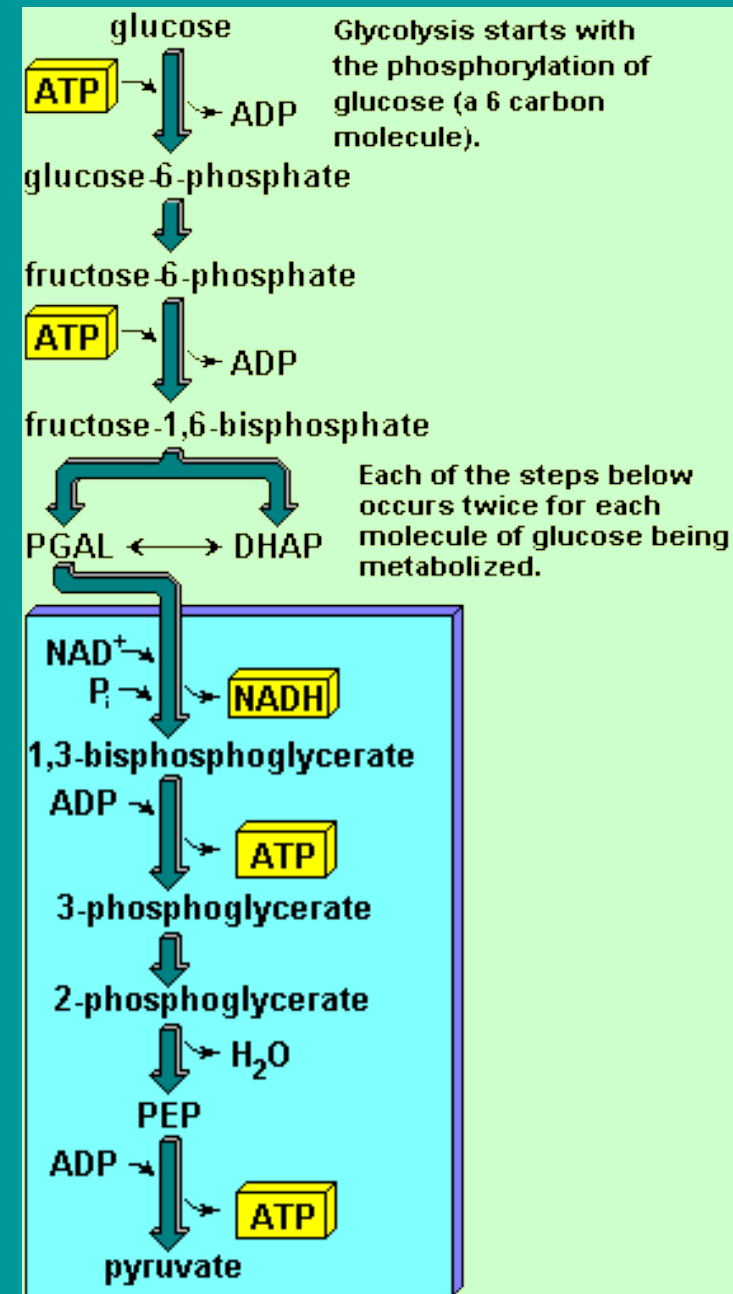 glucose
Glycolysis starts with
the phosphorylation of
glucose (a 6 carbon
molecule).
ATP
ADP
glucose-6-phosphate
fructose-6-phosphate
ATP
ADP
fructose-1,6-bisphosphate
Each of the steps below
occurs twice for each
molecule of glucose being
metabolized.
PGAL
DHAP
NAD+
Pi
NADH
1,3-bisphosphoglycerate
ADP
ATP
3-phosphoglycerate
2-phosphoglycerate
H2O
PEP
ADP
ATP
pyruvate